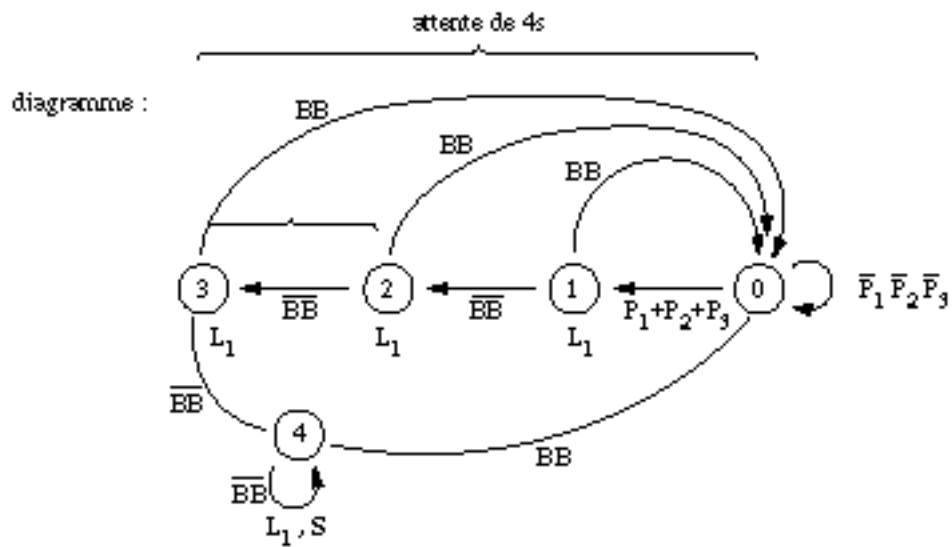 attente de 4s
diagramme :
BB
BB
BB
3 2 1 0
B̅B̅ B̅B̅ P₁+P₂+P₃ P̅₁ P̅₂ P̅₃
L₁ L₁ L₁
B̅B̅
4
BB
B̅B̅
L₁ , S